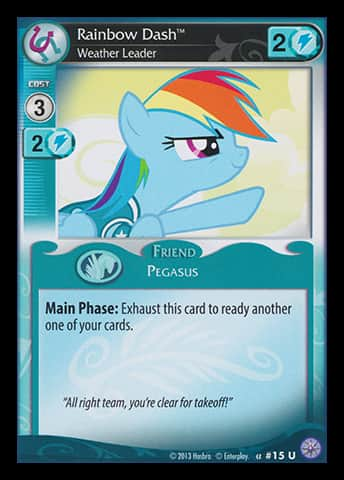 Rainbow Dash™
Weather Leader
2
COST
3
2
FRIEND
PEGASUS
Main Phase: Exhaust this card to ready another
one of your cards.
"All right team, you're clear for takeoff!"
© 2013 Hasbro © Enterplay. α #15 U